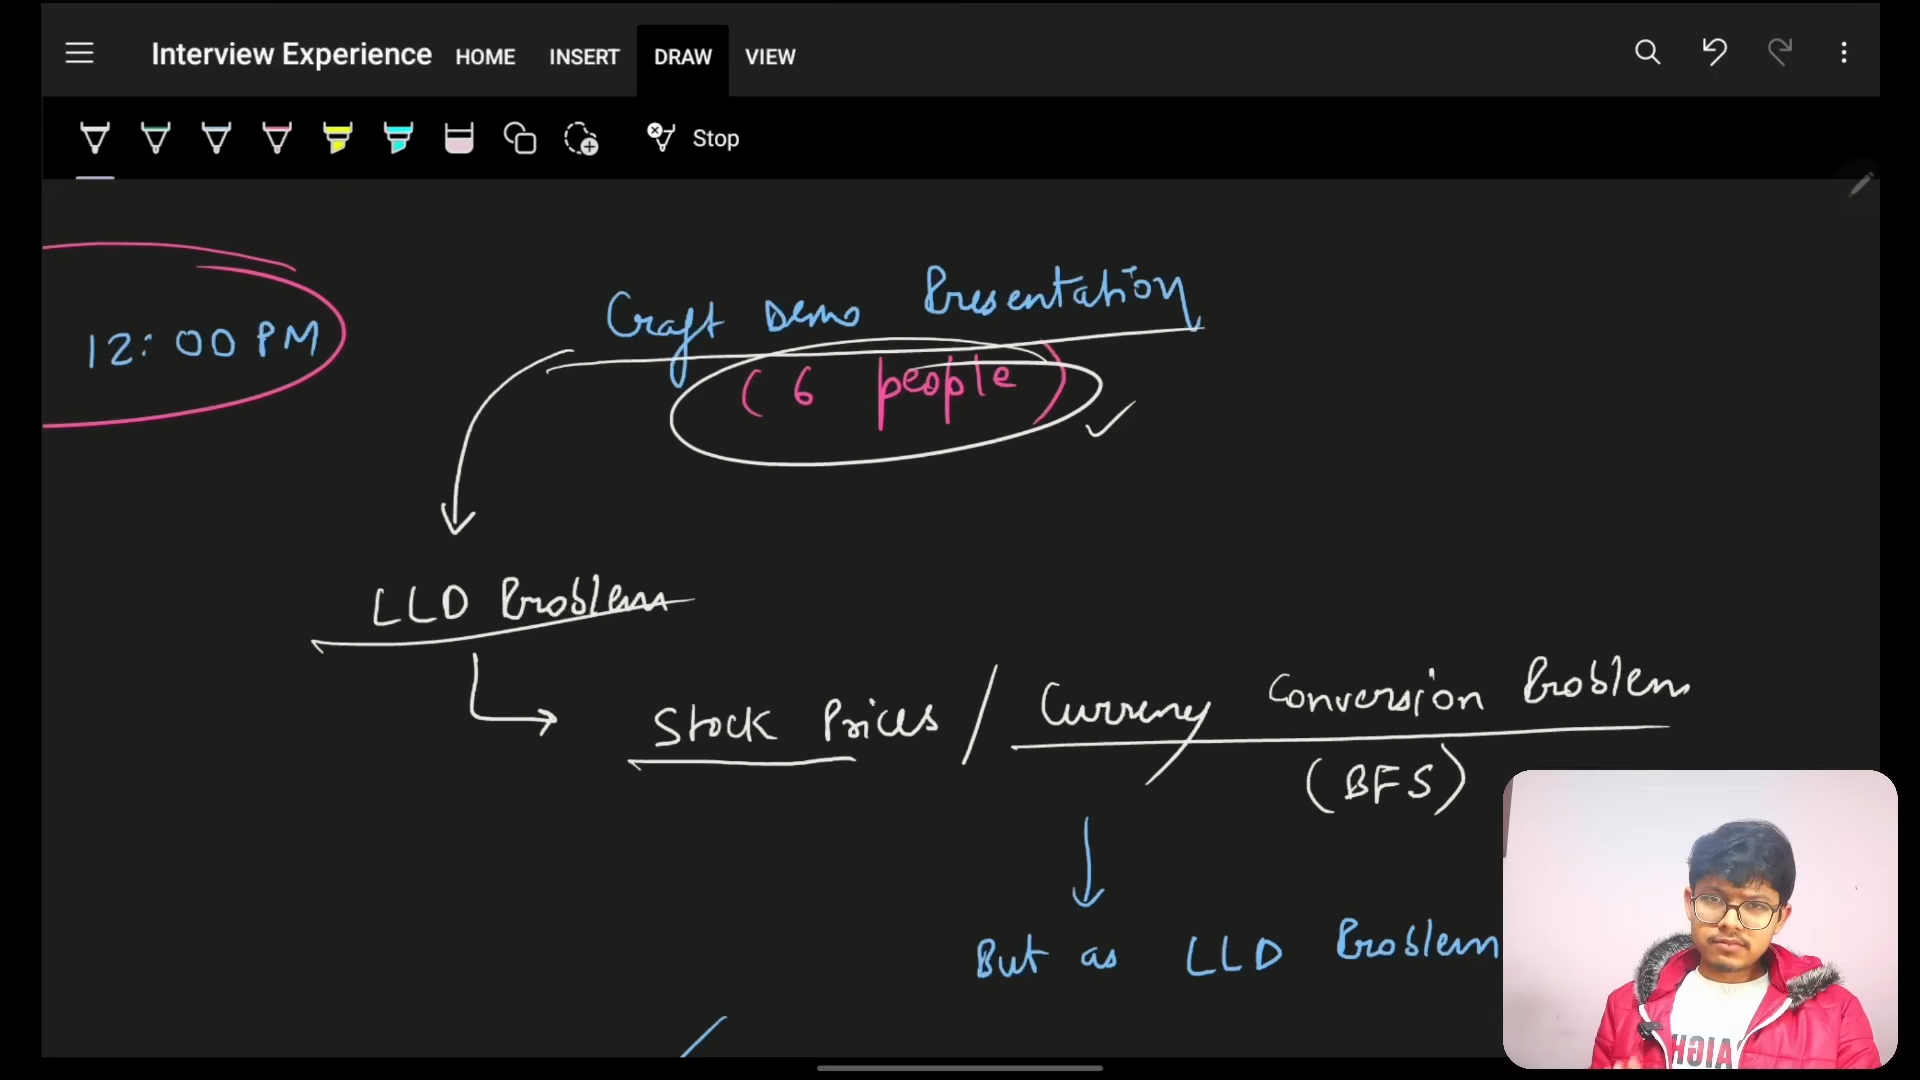 Interview Experience HOME INSERT DRAW VIEW
Stop
12:00 PM
Craft Demo Presentation
(6 people)
LLD Problem
Stock Prices / Currency Conversion Problem
(BFS)
But as LLD Problem